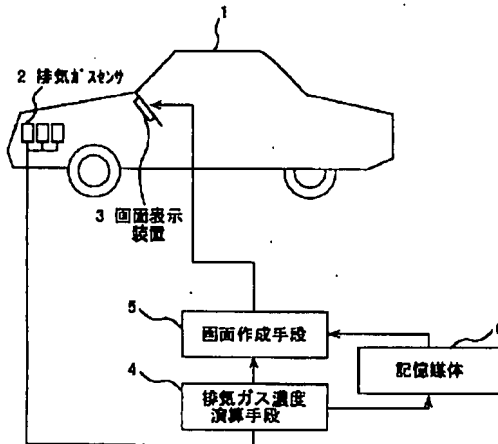 1
2 排気ガスセンサ
3 画面表示
装置
5
画面作成手段
6
記憶媒体
4
排気ガス濃度
演算手段